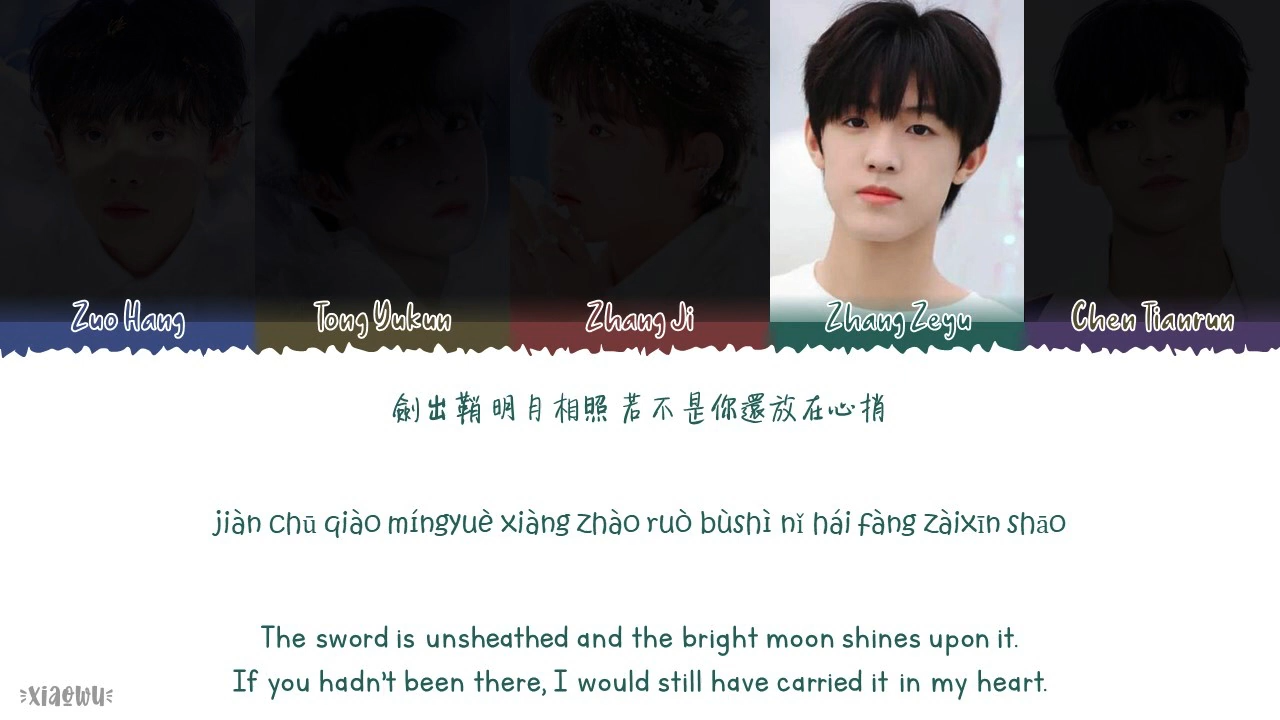 Zuo Hang
Tong Yukun
Zhang Ji
Zhang Zeyu
Chen Tianrun
劍出鞘 明月相照 若不是你還放在心捎
jiàn chū qiào míngyuè xiàng zhào ruò bùshì nǐ hái fàng zàixīn shāo
The sword is unsheathed and the bright moon shines upon it.
If you hadn't been there, I would still have carried it in my heart.
xiaowu